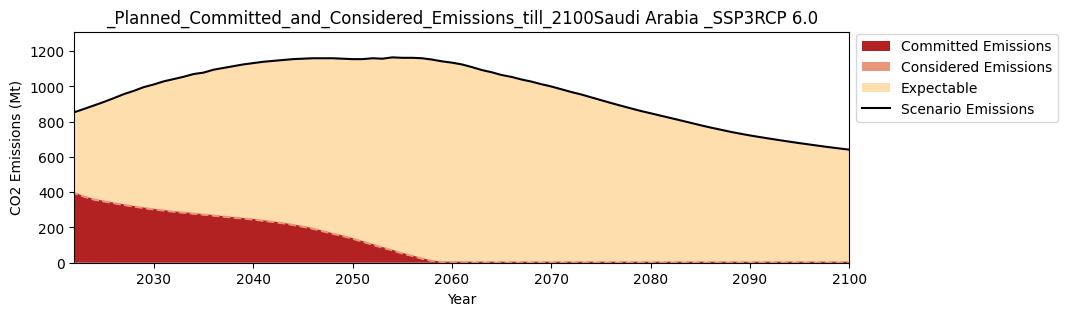 _Planned_Committed_and_Considered_Emissions_till_2100Saudi Arabia _SSP3RCP 6.0
1200
1000
800
600
400
200
0
CO2 Emissions (Mt)
2030 2040 2050 2060 2070 2080 2090 2100
Year
Committed Emissions
Considered Emissions
Expectable
Scenario Emissions